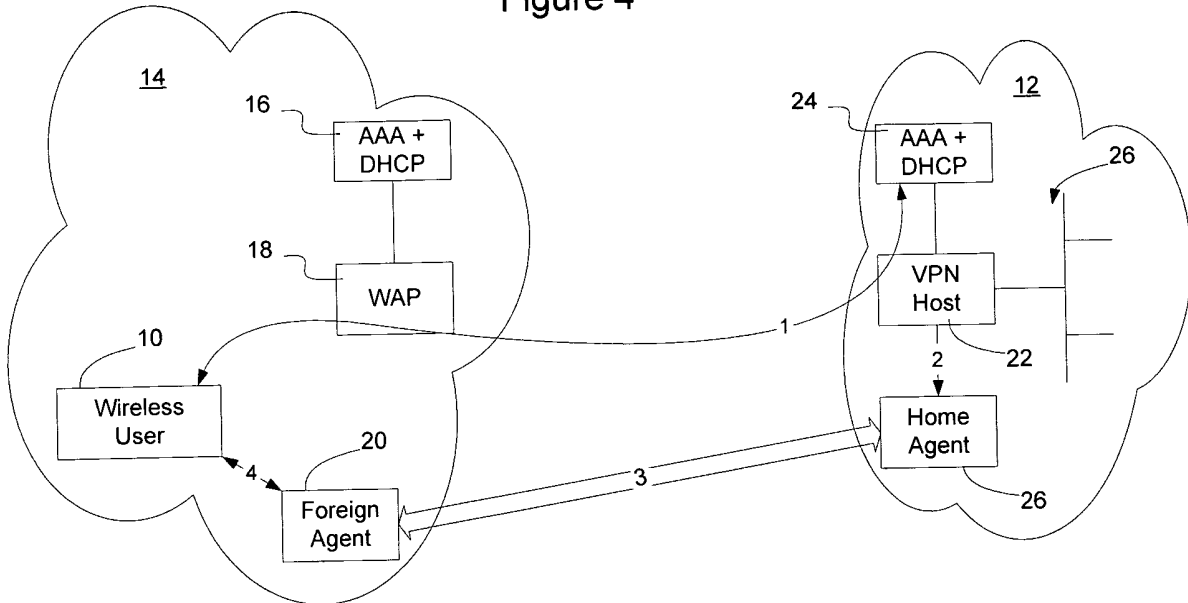 Figure 4
14
16
AAA +
DHCP
18
WAP
10
Wireless
User
4
20
Foreign
Agent
1
3
24
AAA +
DHCP
12
26
VPN
Host
22
2
Home
Agent
26